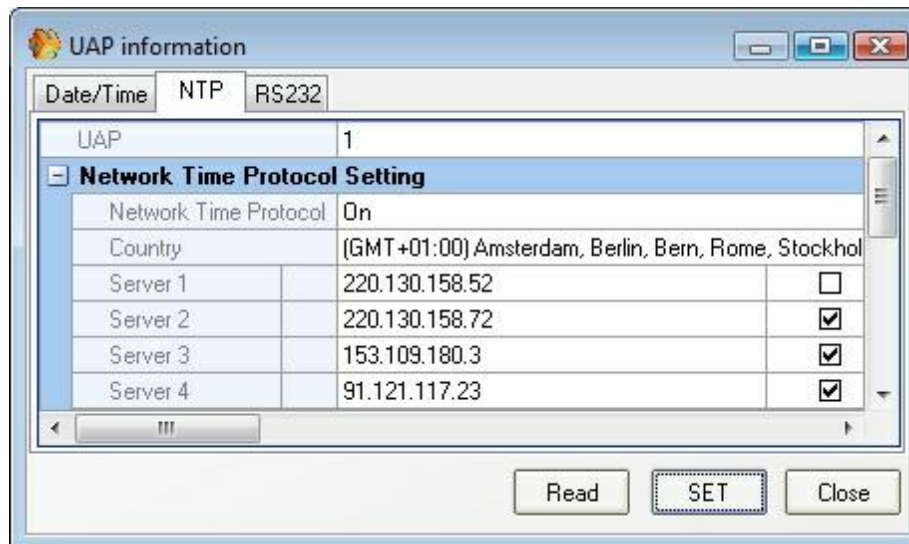 UAP information
Date/Time NTP RS232
UAP 1
Network Time Protocol Setting
Network Time Protocol On
Country (GMT+01:00) Amsterdam, Berlin, Bern, Rome, Stockhol
Server 1 220.130.158.52
Server 2 220.130.158.72
Server 3 153.109.180.3
Server 4 91.121.117.23
Read SET Close